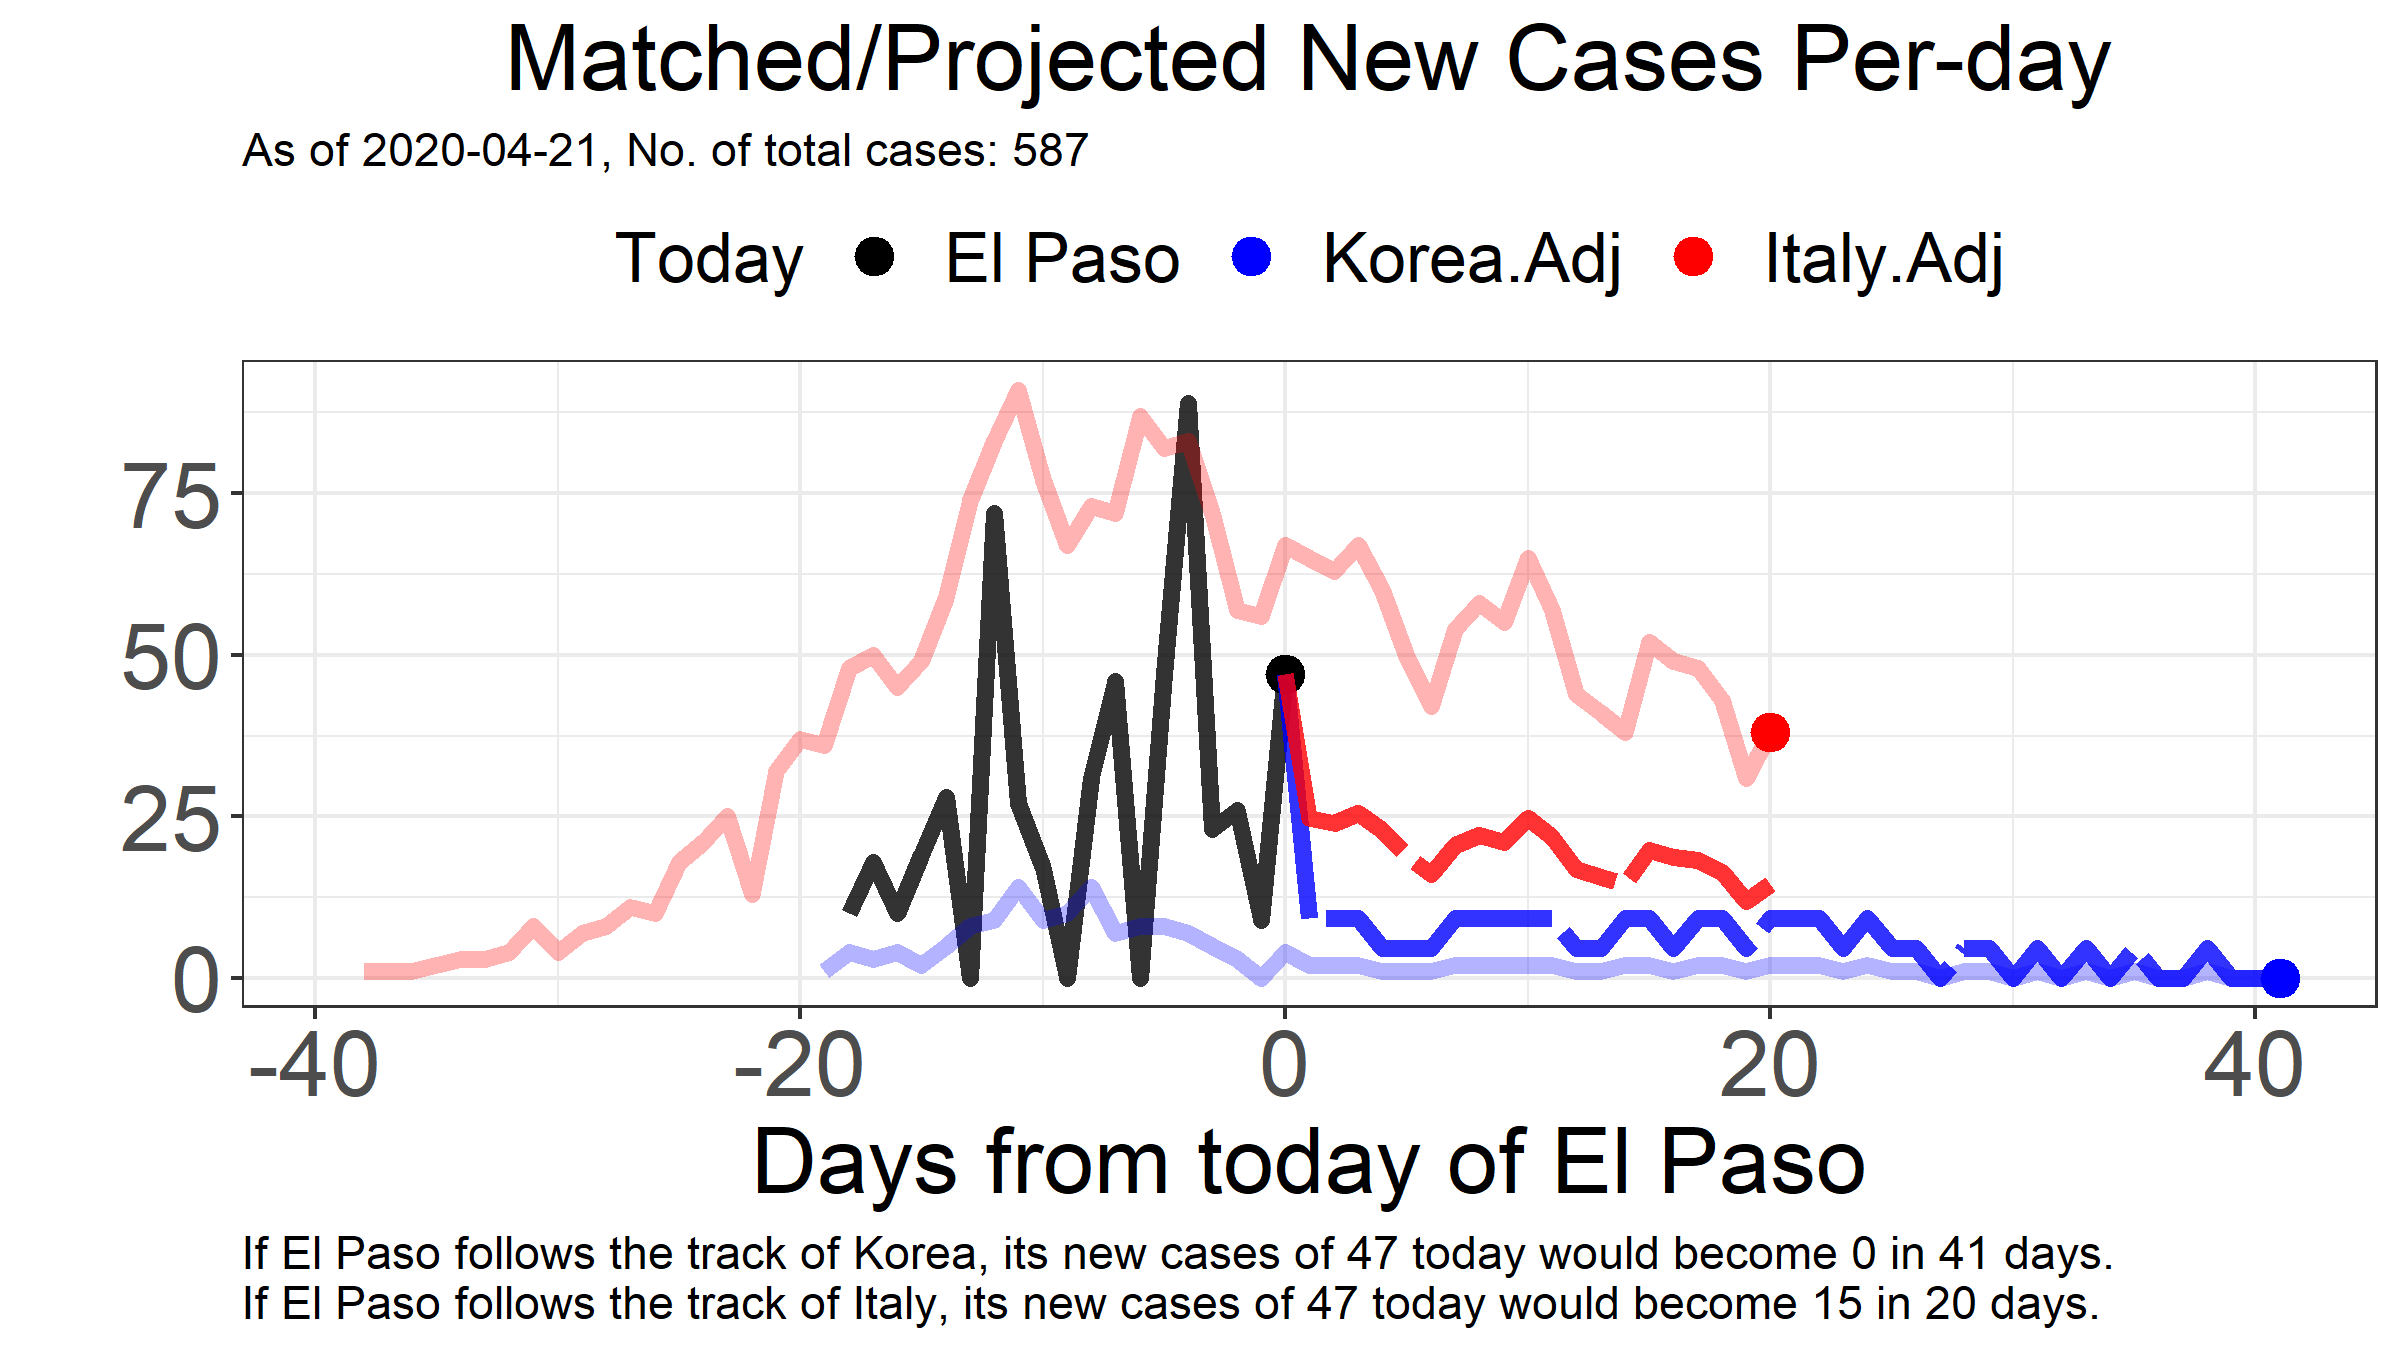 Matched/Projected New Cases Per-day
As of 2020-04-21, No. of total cases: 587
Today El Paso Korea.Adj Italy.Adj
75
50
25
0
-40 -20 0 20 40
Days from today of El Paso
If El Paso follows the track of Korea, its new cases of 47 today would become 0 in 41 days.
If El Paso follows the track of Italy, its new cases of 47 today would become 15 in 20 days.